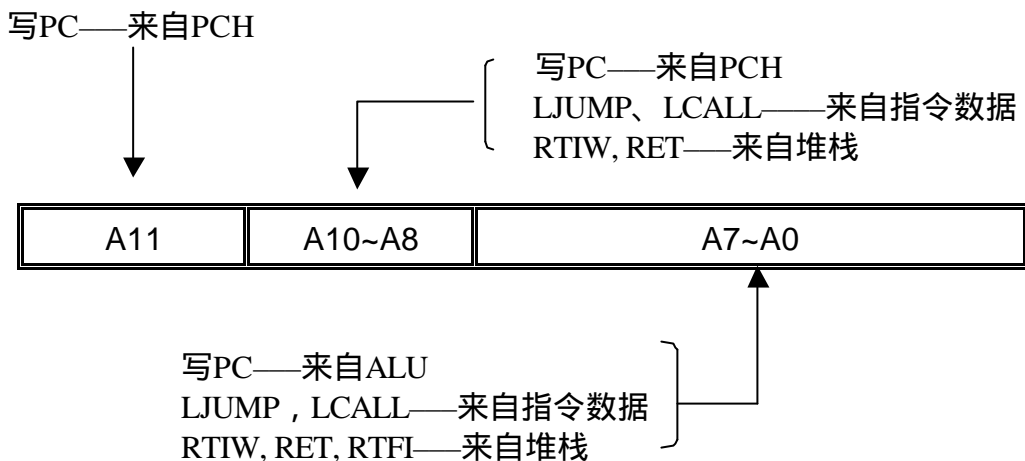 写PC——来自PCH
写PC——来自PCH
LJUMP、LCALL——来自指令数据
RTIW, RET——来自堆栈
A11
A10~A8
A7~A0
写PC——来自ALU
LJUMP , LCALL——来自指令数据
RTIW, RET, RTFI——来自堆栈